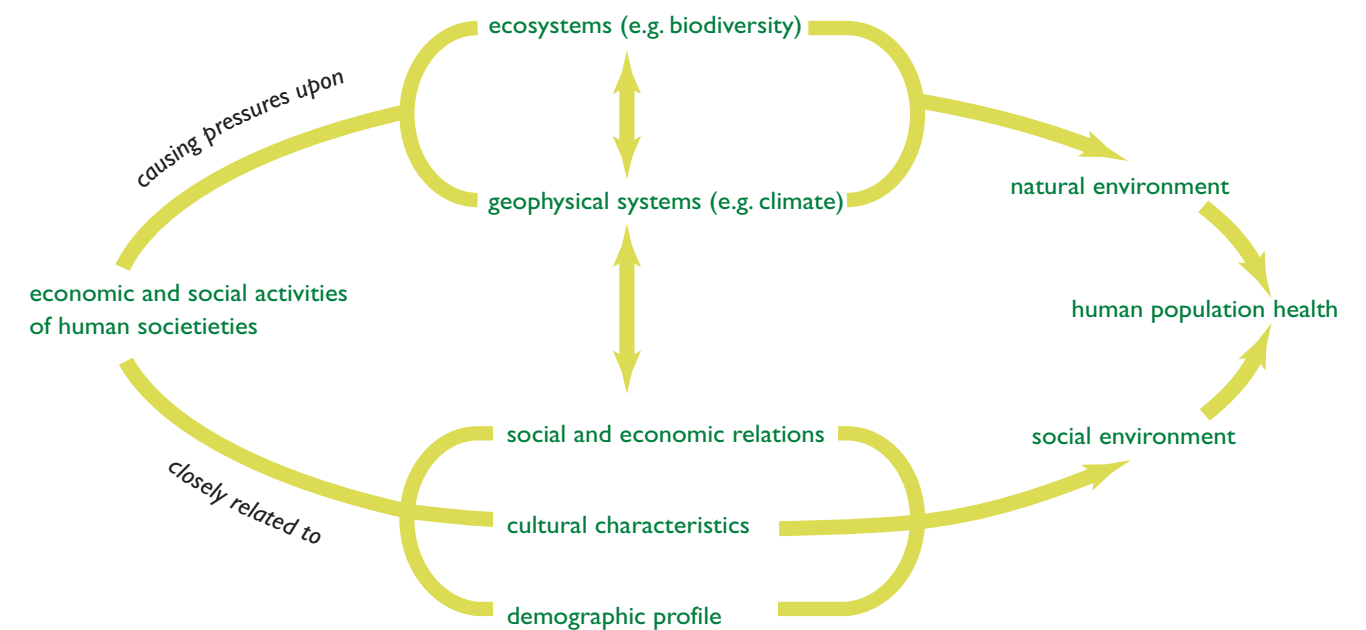 ecosystems (e.g. biodiversity)
causing pressures upon
geophysical systems (e.g. climate)
natural environment
economic and social activities
of human societieties
human population health
social and economic relations
social environment
closely related to
cultural characteristics
demographic profile